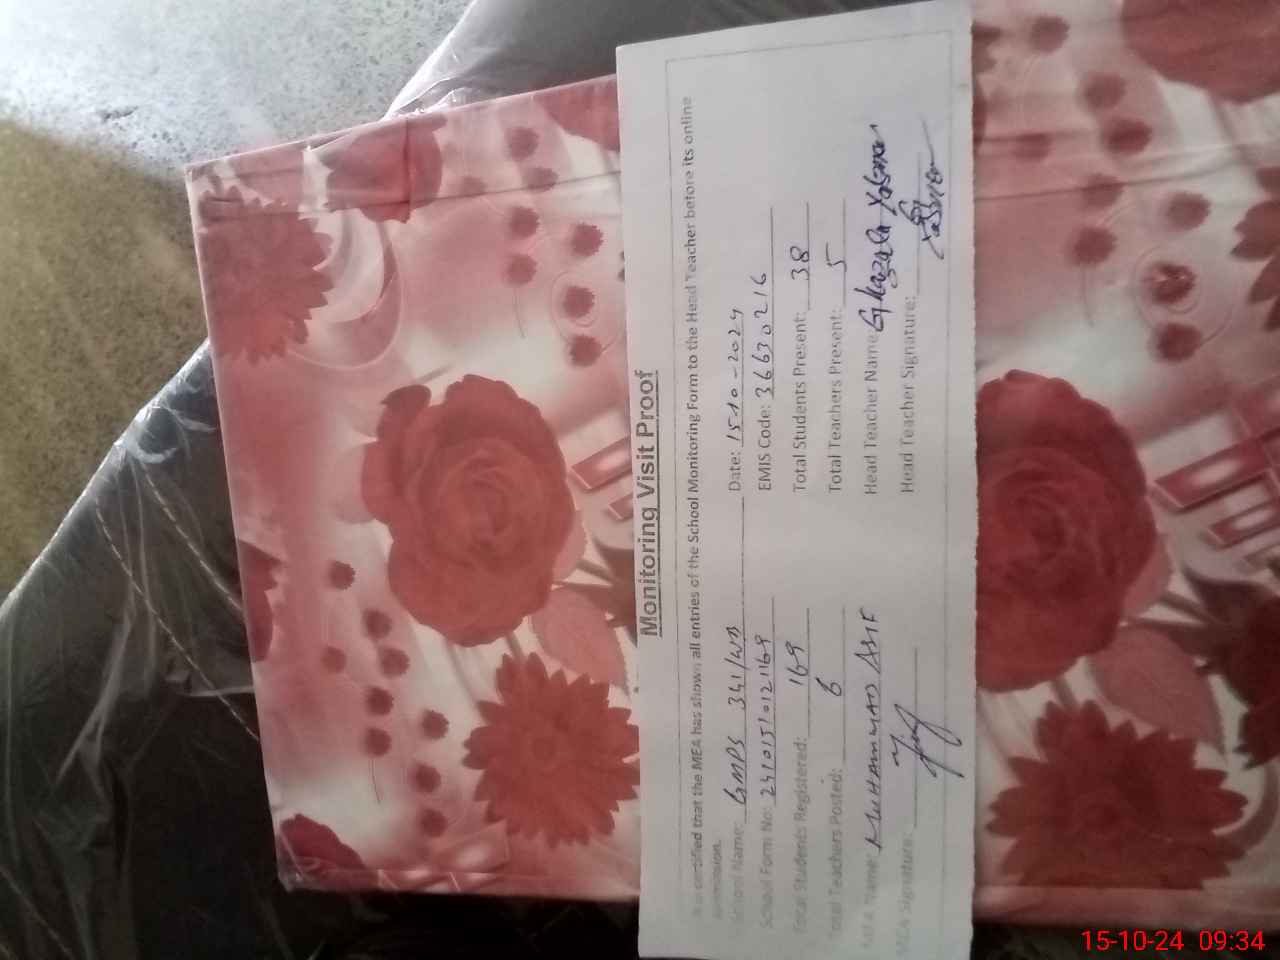 Monitoring Visit Proof
It is certified that the MEA has shown all entries of the School Monitoring Form to the Head Teacher before its online
submission.
School Name: GMPS 341/WB Date: 15-10-2024
School Form No: 24101510121169 EMIS Code: 36630216
Total Students Registered: 169 Total Students Present: 38
Total Teachers Posted: 6 Total Teachers Present: 5
MEA Name: MUHAMMAD ASIF Head Teacher Name: Ghazala Yasmeen
MEA Signature: Head Teacher Signature:
15-10-24 09:34